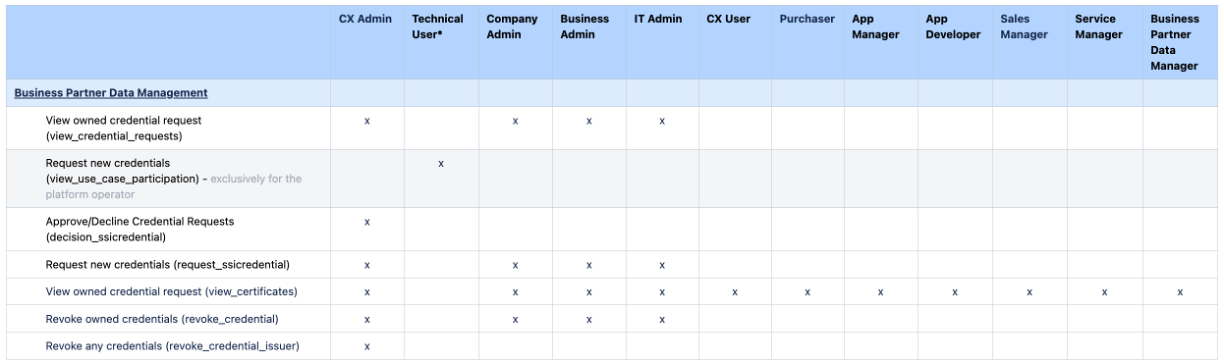 CX Admin Technical User* Company Admin Business Admin IT Admin CX User Purchaser App Manager App Developer Sales Manager Service Manager Business Partner Data Manager
Business Partner Data Management
View owned credential request
(view_credential_requests)
x x x x
Request new credentials
(view_use_case_participation) - exclusively for the
platform operator
x
Approve/Decline Credential Requests
(decision_ssicredential)
x
Request new credentials (request_ssicredential) x x x x
View owned credential request (view_certificates) x x x x x x x x x x x
Revoke owned credentials (revoke_credential) x x x x
Revoke any credentials (revoke_credential_issuer) x